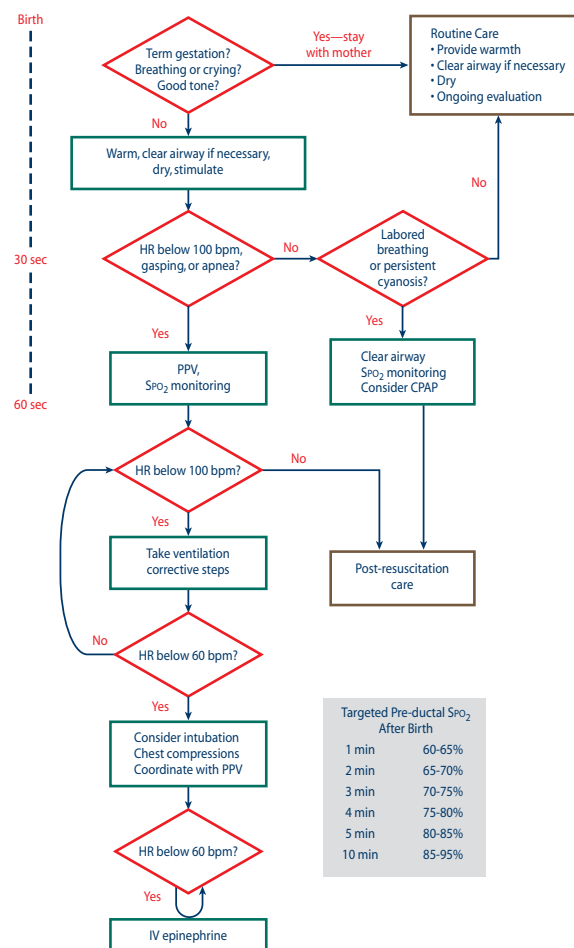 Birth
Term gestation?
Breathing or crying?
Good tone?
Yes—stay
with mother
Routine Care
• Provide warmth
• Clear airway if necessary
• Dry
• Ongoing evaluation
No
Warm, clear airway if necessary,
dry, stimulate
No
30 sec
HR below 100 bpm,
gasping, or apnea?
No
Labored
breathing
or persistent
cyanosis?
Yes
Yes
PPV,
SPO2 monitoring
Clear airway
SPO2 monitoring
Consider CPAP
60 sec
HR below 100 bpm?
No
Yes
Take ventilation
corrective steps
Post-resuscitation
care
No
HR below 60 bpm?
Yes
Consider intubation
Chest compressions
Coordinate with PPV
HR below 60 bpm?
Yes
IV epinephrine
Targeted Pre-ductal SPO2
After Birth
1 min 60-65%
2 min 65-70%
3 min 70-75%
4 min 75-80%
5 min 80-85%
10 min 85-95%